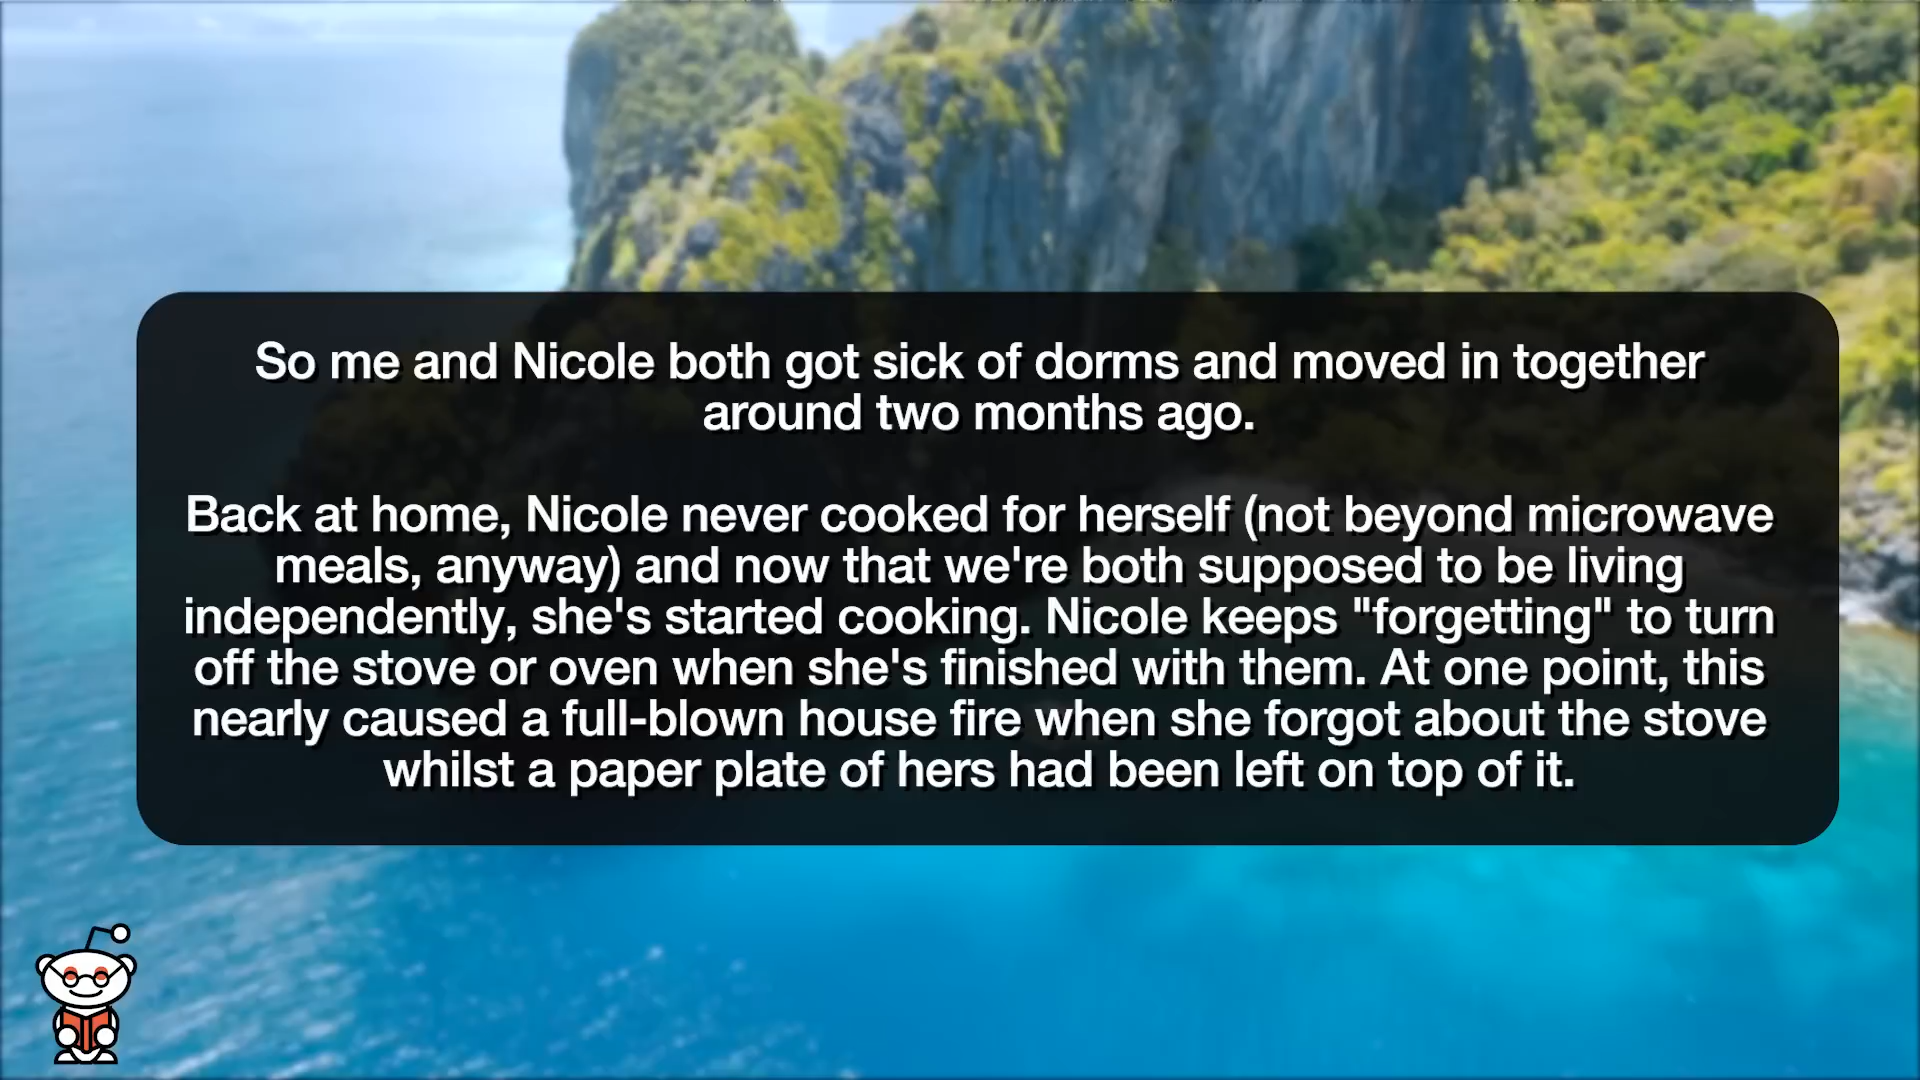 So me and Nicole both got sick of dorms and moved in together
around two months ago.
Back at home, Nicole never cooked for herself (not beyond microwave
meals, anyway) and now that we're both supposed to be living
independently, she's started cooking. Nicole keeps "forgetting" to turn
off the stove or oven when she's finished with them. At one point, this
nearly caused a full-blown house fire when she forgot about the stove
whilst a paper plate of hers had been left on top of it.